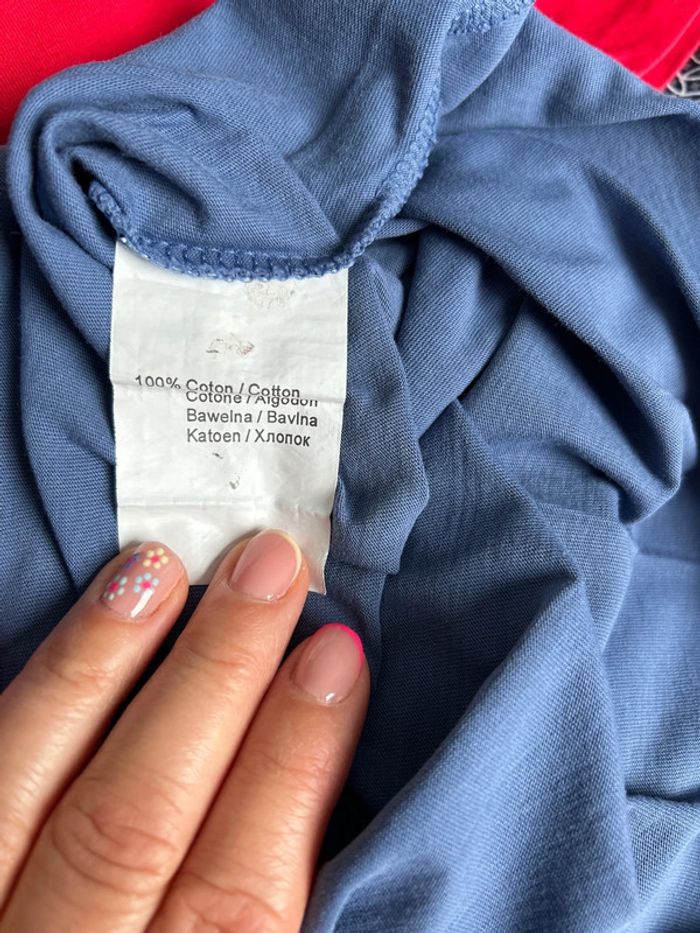 100% Coton / Cotton
Cotone / Algodon
Bawelna / Bavlna
Katoen / Хлопок